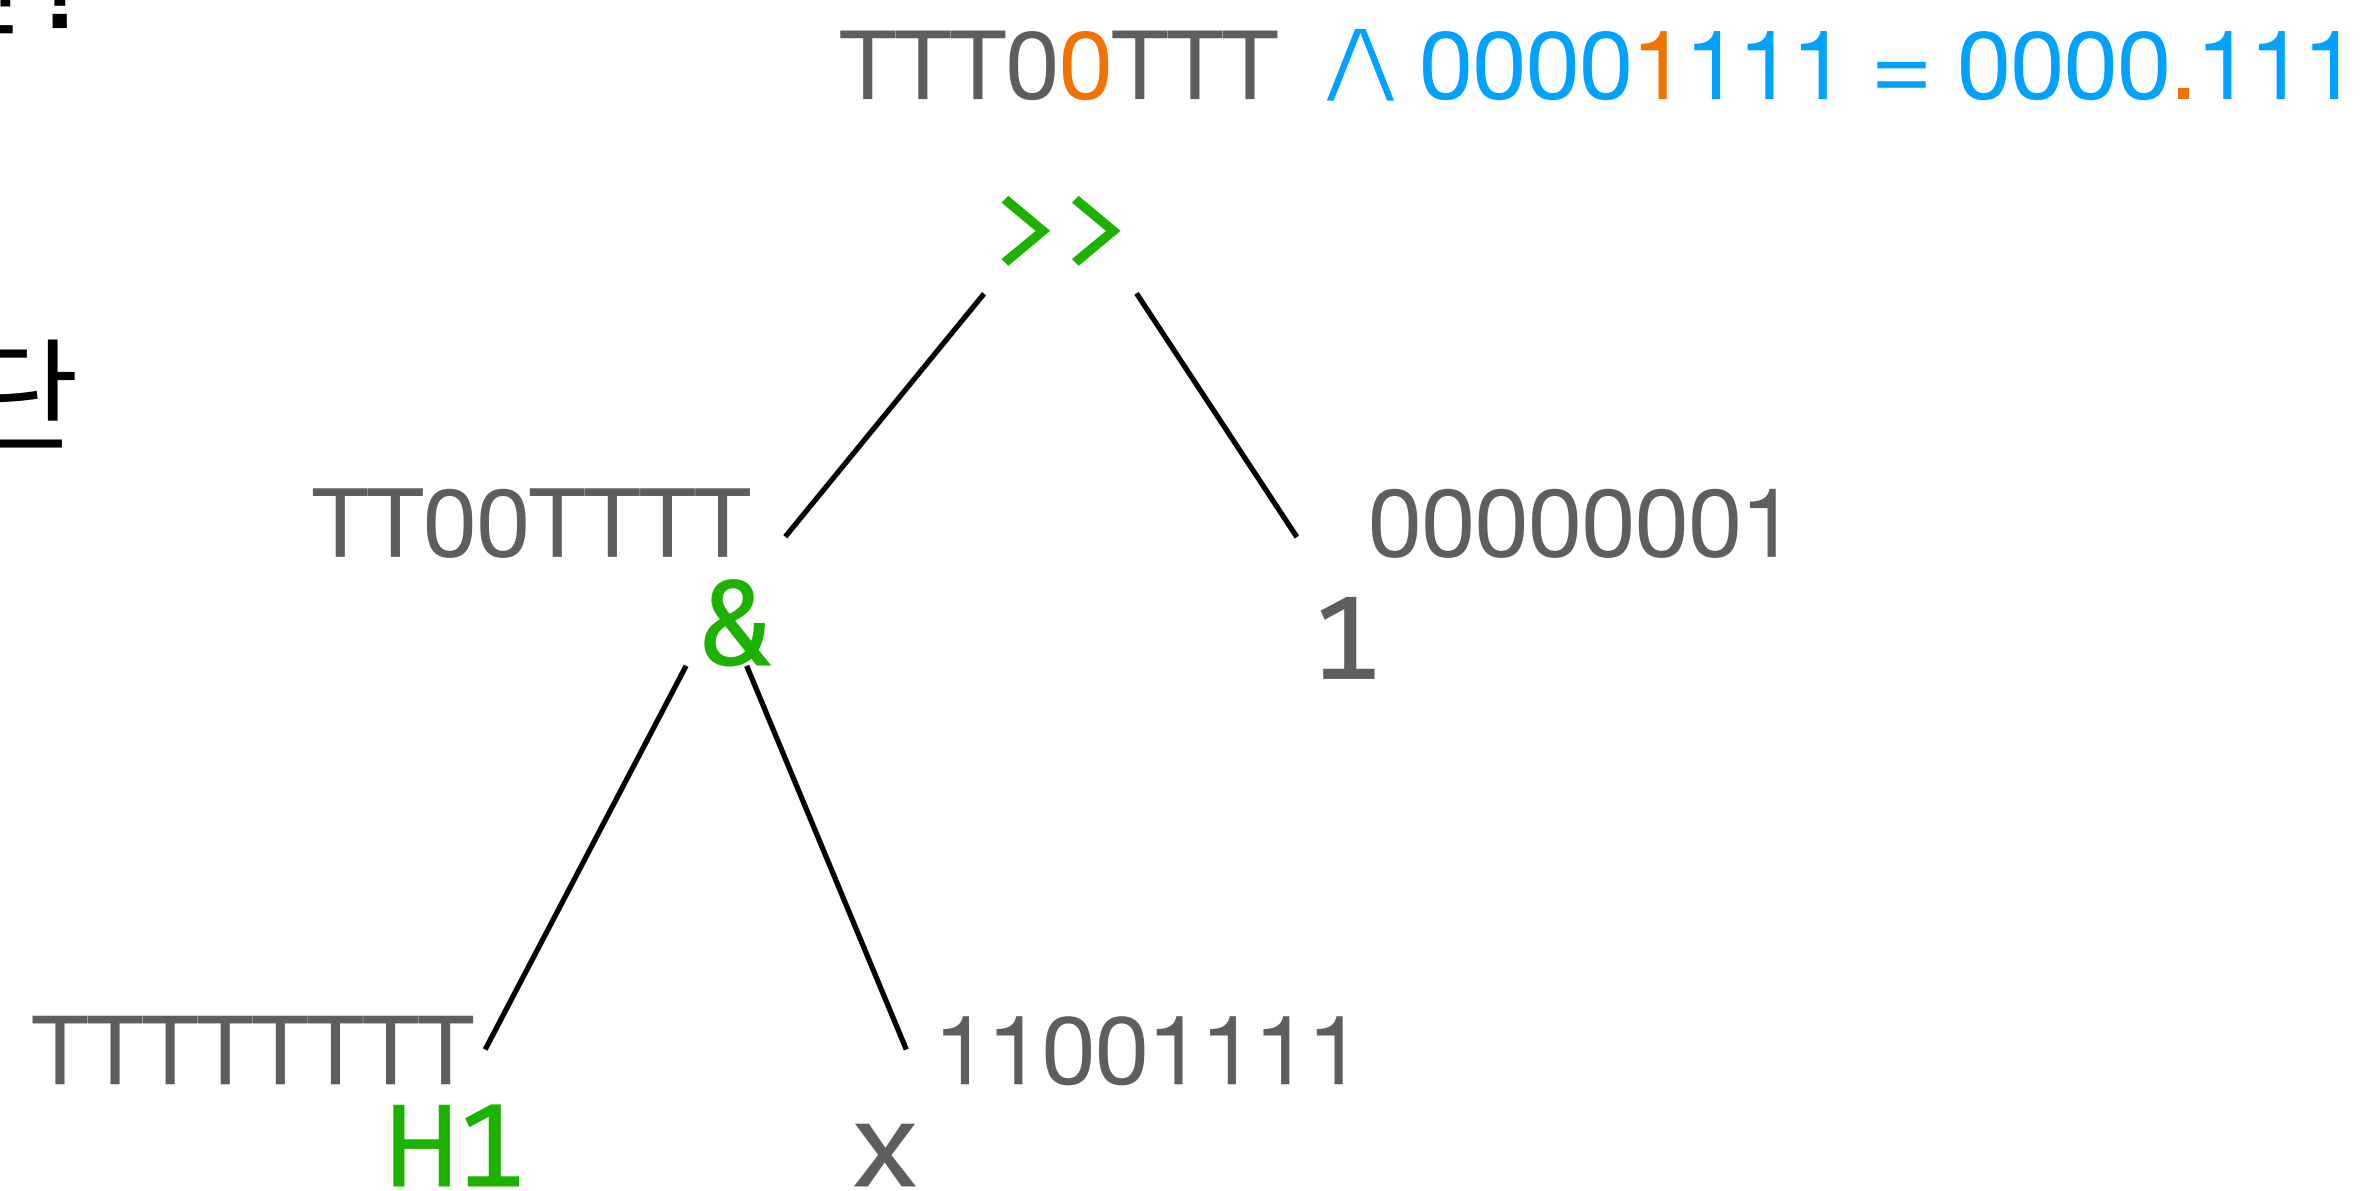 TTT00TTT ∧ 00001111 = 0000.111
>>
TT00TTTT
00000001
&
1
TTTTTTTT
11001111
H1
x